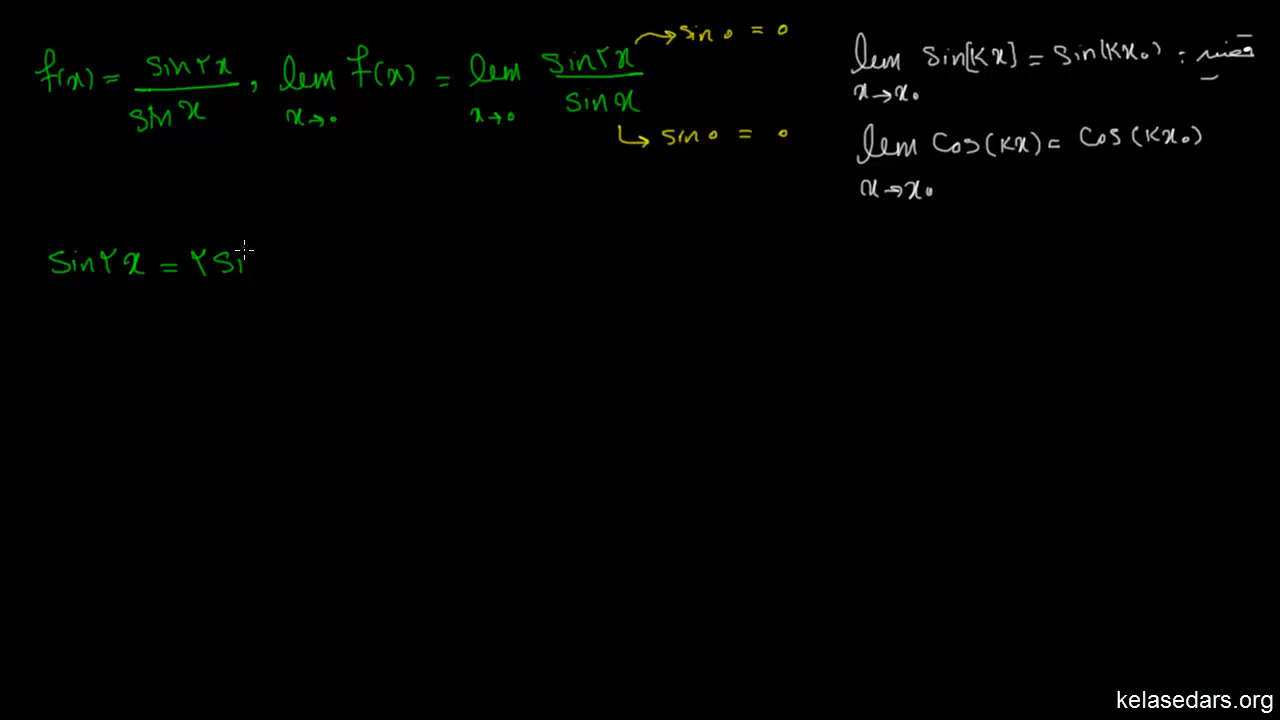 f(x) = sin۲x / sin x , lim x→۰ f(x) = lim x→۰ sin۲x / sin x
sin ۰ = ۰
sin ۰ = ۰
sin۲x = ۲Si
lim x→x۰ sin[Kx] = sin(Kx۰) :
lim x→x۰ Cos(Kx) = Cos(Kx۰)
kelasedars.org